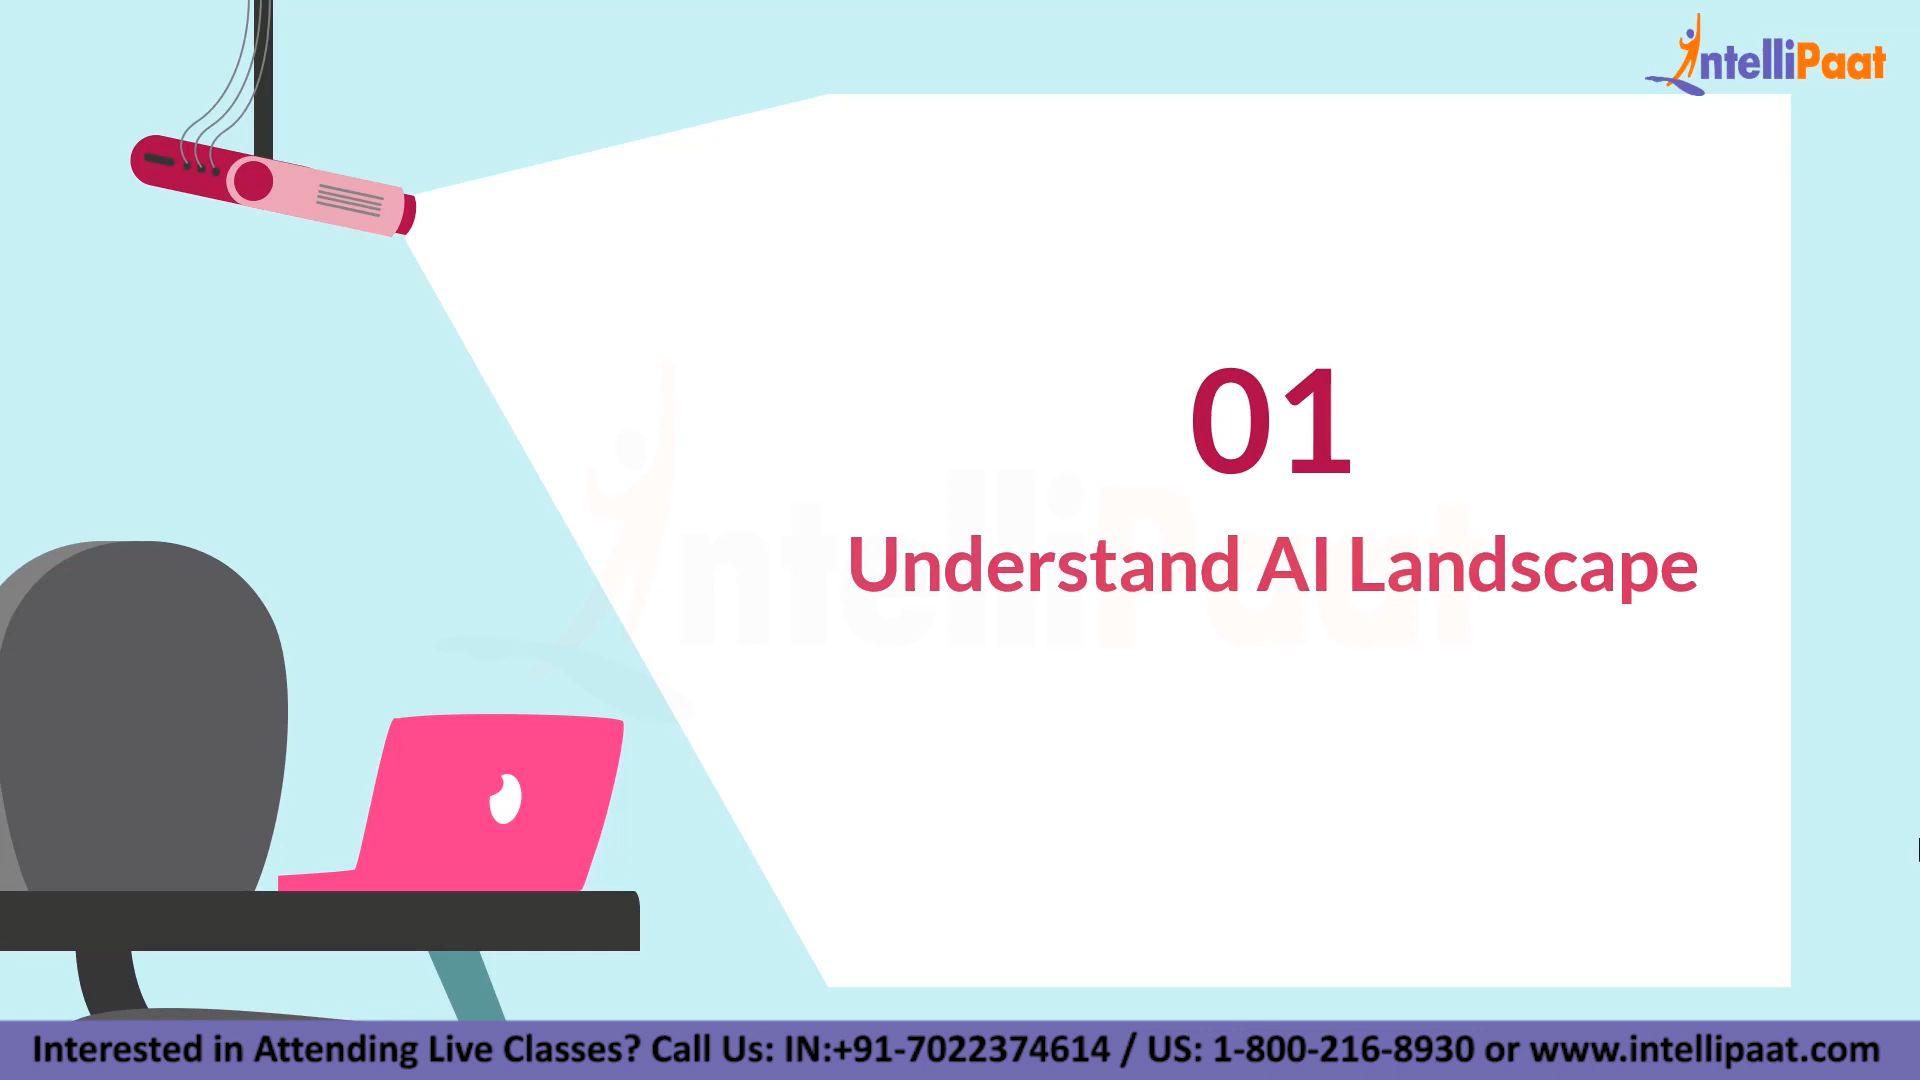 IntelliPaat
01
Understand AI Landscape
IntelliPaat
Interested in Attending Live Classes? Call Us: IN:+91-7022374614 / US: 1-800-216-8930 or www.intellipaat.com